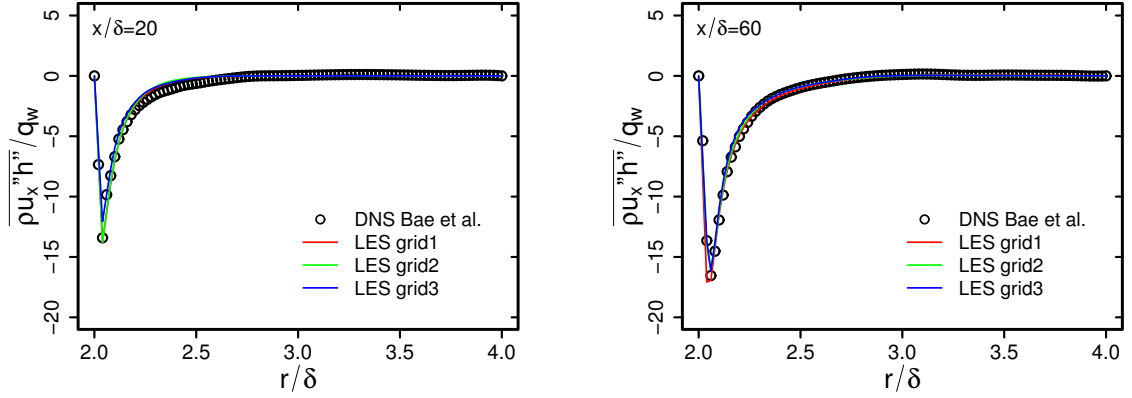 x/δ=20
5
0
−5
−10
−15
−20
ρuₓ”h”/q_w
DNS Bae et al.
LES grid1
LES grid2
LES grid3
2.0 2.5 3.0 3.5 4.0
r/δ
x/δ=60
5
0
−5
−10
−15
−20
ρuₓ”h”/q_w
DNS Bae et al.
LES grid1
LES grid2
LES grid3
2.0 2.5 3.0 3.5 4.0
r/δ